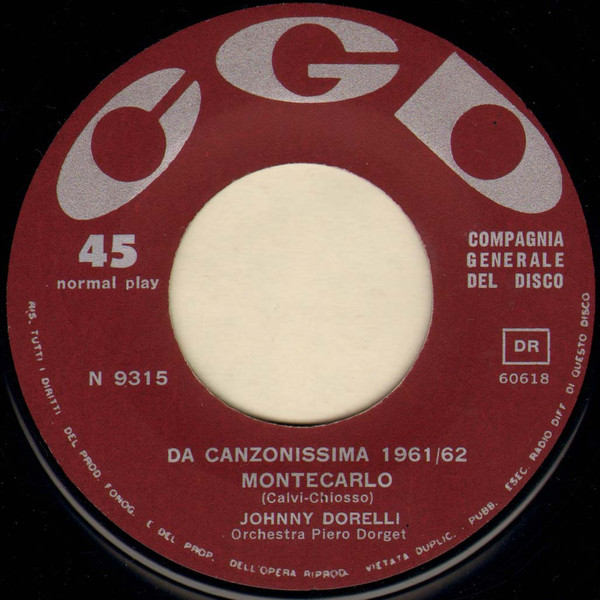 CGD
45
normal play
COMPAGNIA
GENERALE
DEL DISCO
N 9315
DR
60618
DA CANZONISSIMA 1961/62
MONTECARLO
(Calvi-Chiosso)
JOHNNY DORELLI
Orchestra Piero Dorget
RIS. TUTTI I DIRITTI DEL PROD. FONOG. E DEL PROP. DELL'OPERA RIPROD. VIETATA DUPLIC. PUBB. ESEC. RADIO DIFF. DI QUESTO DISCO